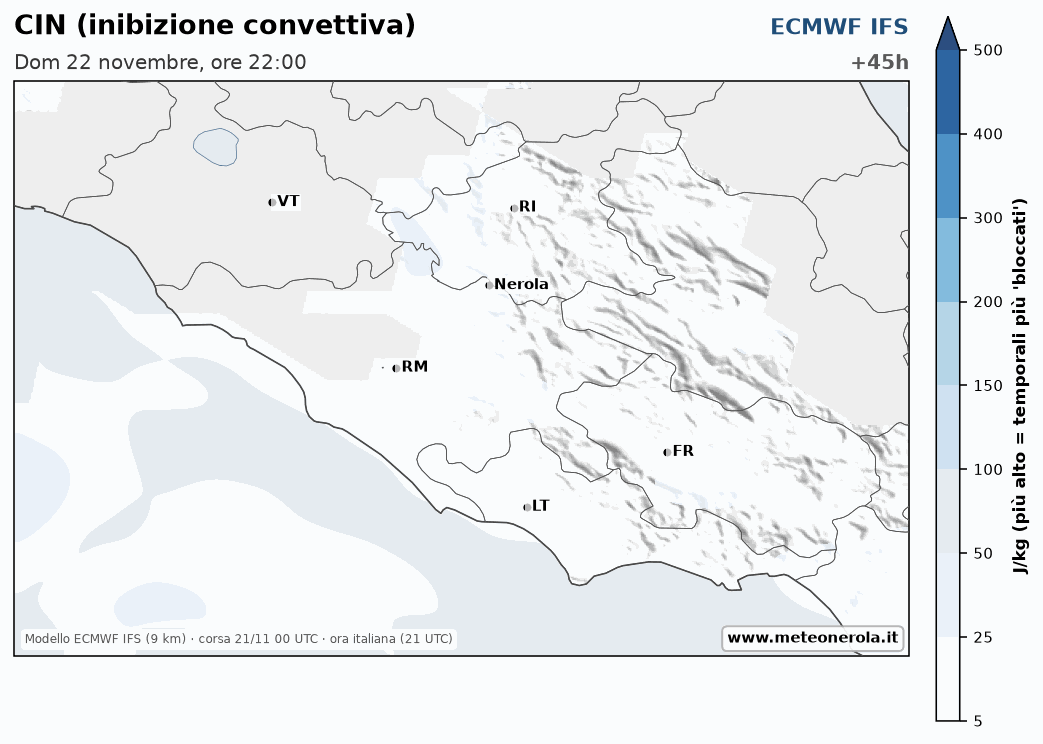 CIN (inibizione convettiva)
ECMWF IFS
Dom 22 novembre, ore 22:00
+45h
500
400
300
200
150
100
50
25
5
J/kg (più alto = temporali più 'bloccati')
VT
RI
Nerola
RM
FR
LT
Modello ECMWF IFS (9 km) · corsa 21/11 00 UTC · ora italiana (21 UTC)
www.meteonerola.it